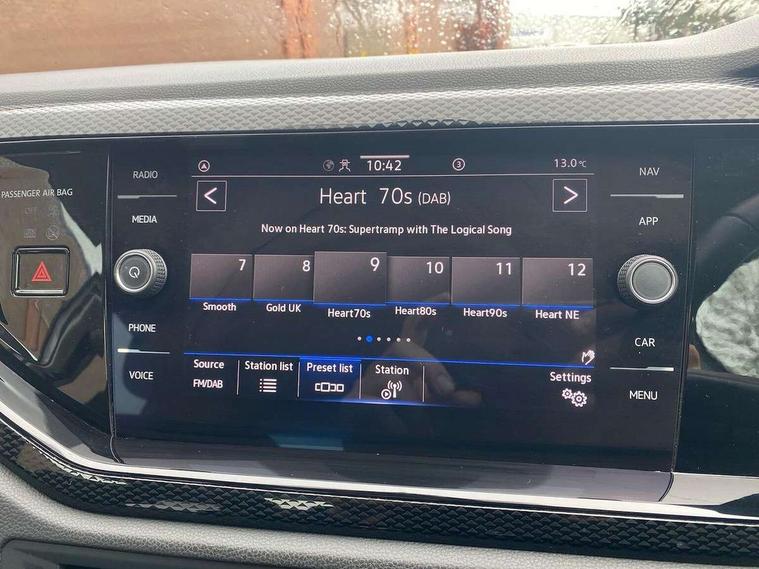 PASSENGER AIR BAG
RADIO
MEDIA
PHONE
VOICE
10:42
3
13.0 °C
Heart 70s (DAB)
Now on Heart 70s: Supertramp with The Logical Song
7 8 9 10 11 12
Smooth Gold UK Heart70s Heart80s Heart90s Heart NE
Source Station list Preset list Station Settings
FM/DAB
NAV
APP
CAR
MENU